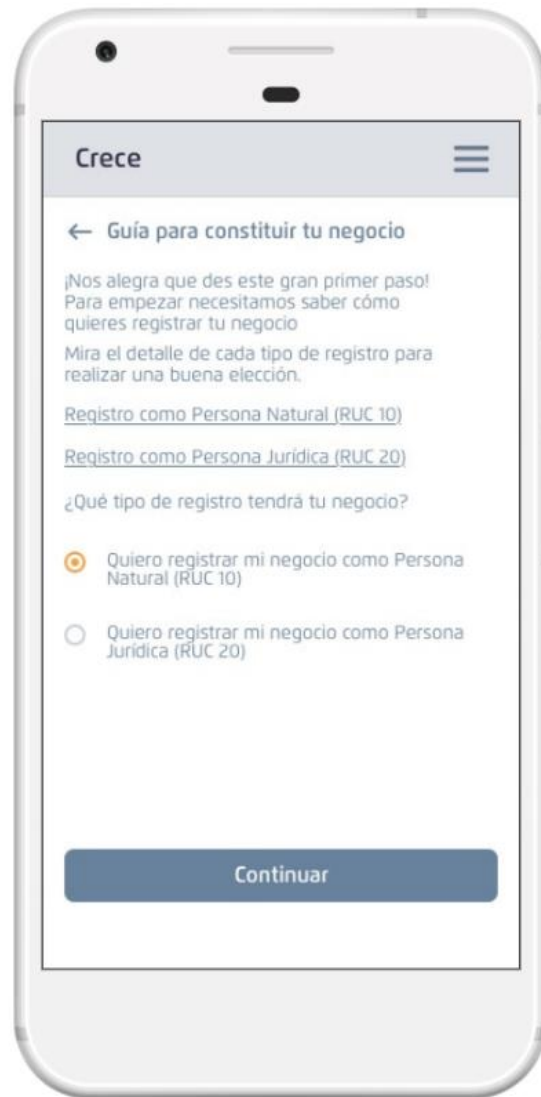 Crece
Guía para constituir tu negocio
¡Nos alegra que des este gran primer paso!
Para empezar necesitamos saber cómo
quieres registrar tu negocio
Mira el detalle de cada tipo de registro para
realizar una buena elección.
Registro como Persona Natural (RUC 10)
Registro como Persona Jurídica (RUC 20)
¿Qué tipo de registro tendrá tu negocio?
Quiero registrar mi negocio como Persona
Natural (RUC 10)
Quiero registrar mi negocio como Persona
Jurídica (RUC 20)
Continuar